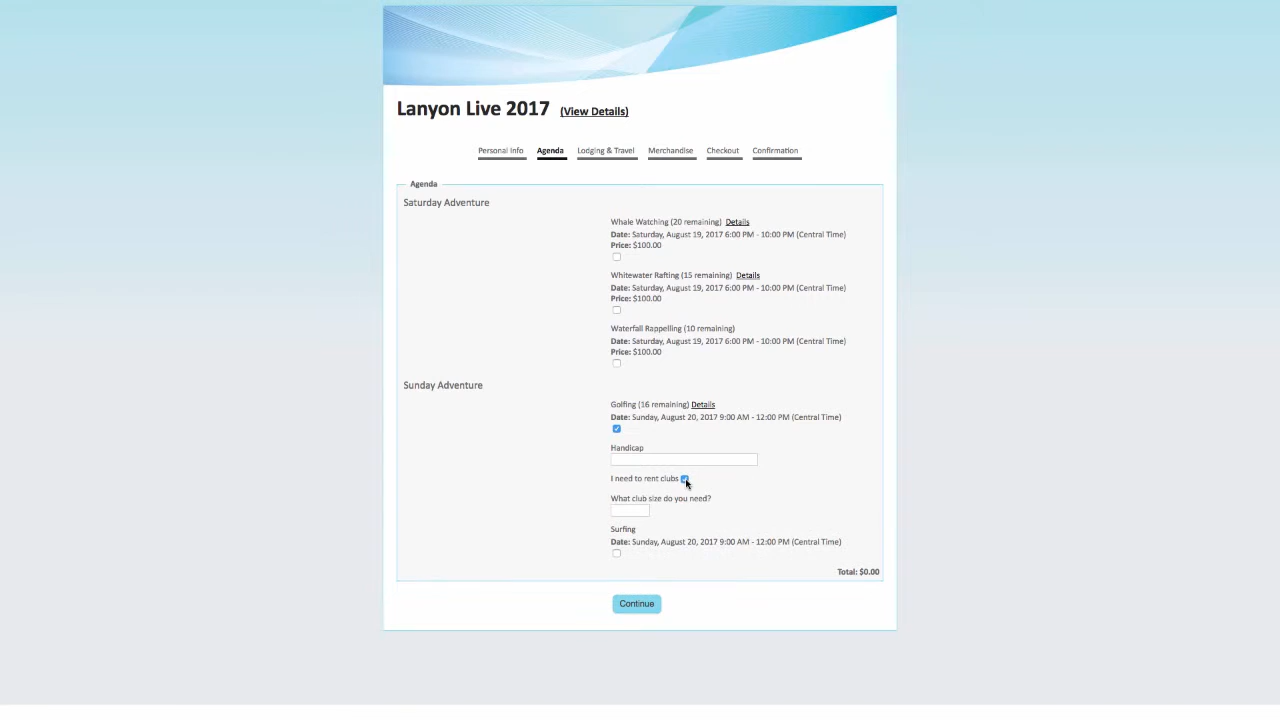 Lanyon Live 2017 (View Details)
Personal Info Agenda Lodging & Travel Merchandise Checkout Confirmation
Agenda
Saturday Adventure
Whale Watching (20 remaining) Details
Date: Saturday, August 19, 2017 6:00 PM - 10:00 PM (Central Time)
Price: $100.00
Whitewater Rafting (15 remaining) Details
Date: Saturday, August 19, 2017 6:00 PM - 10:00 PM (Central Time)
Price: $100.00
Waterfall Rappelling (10 remaining)
Date: Saturday, August 19, 2017 6:00 PM - 10:00 PM (Central Time)
Price: $100.00
Sunday Adventure
Golfing (16 remaining) Details
Date: Sunday, August 20, 2017 9:00 AM - 12:00 PM (Central Time)
Handicap
I need to rent clubs
What club size do you need?
Surfing
Date: Sunday, August 20, 2017 9:00 AM - 12:00 PM (Central Time)
Total: $0.00
Continue